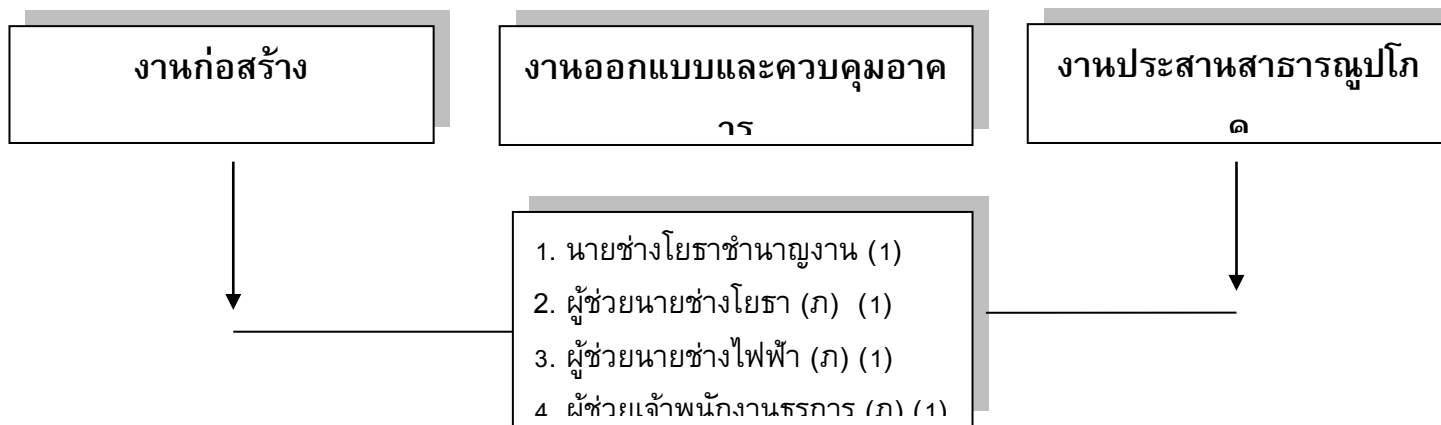 งานก่อสร้าง
งานออกแบบและควบคุมอาค
าร
งานประสานสาธารณูปโภ
ค
1. นายช่างโยธาชำนาญงาน (1)
2. ผู้ช่วยนายช่างโยธา (ภ) (1)
3. ผู้ช่วยนายช่างไฟฟ้า (ภ) (1)
4. ผู้ช่วยเจ้าพนักงานธุรการ (ภ) (1)